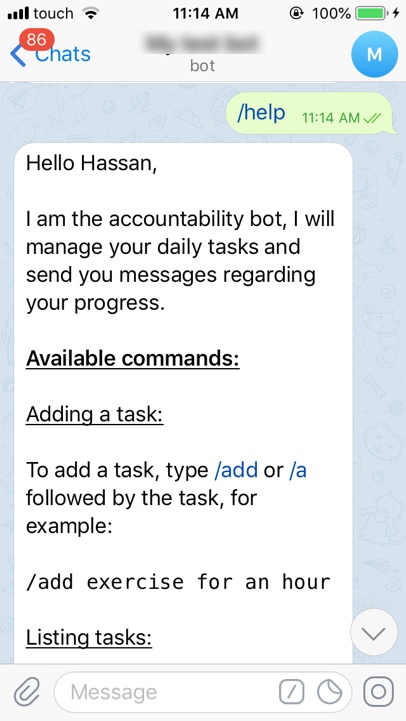 touch 11:14 AM 100%
86
Chats
bot
M
/help 11:14 AM
Hello Hassan,
I am the accountability bot, I will
manage your daily tasks and
send you messages regarding
your progress.
Available commands:
Adding a task:
To add a task, type /add or /a
followed by the task, for
example:
/add exercise for an hour
Listing tasks:
Message